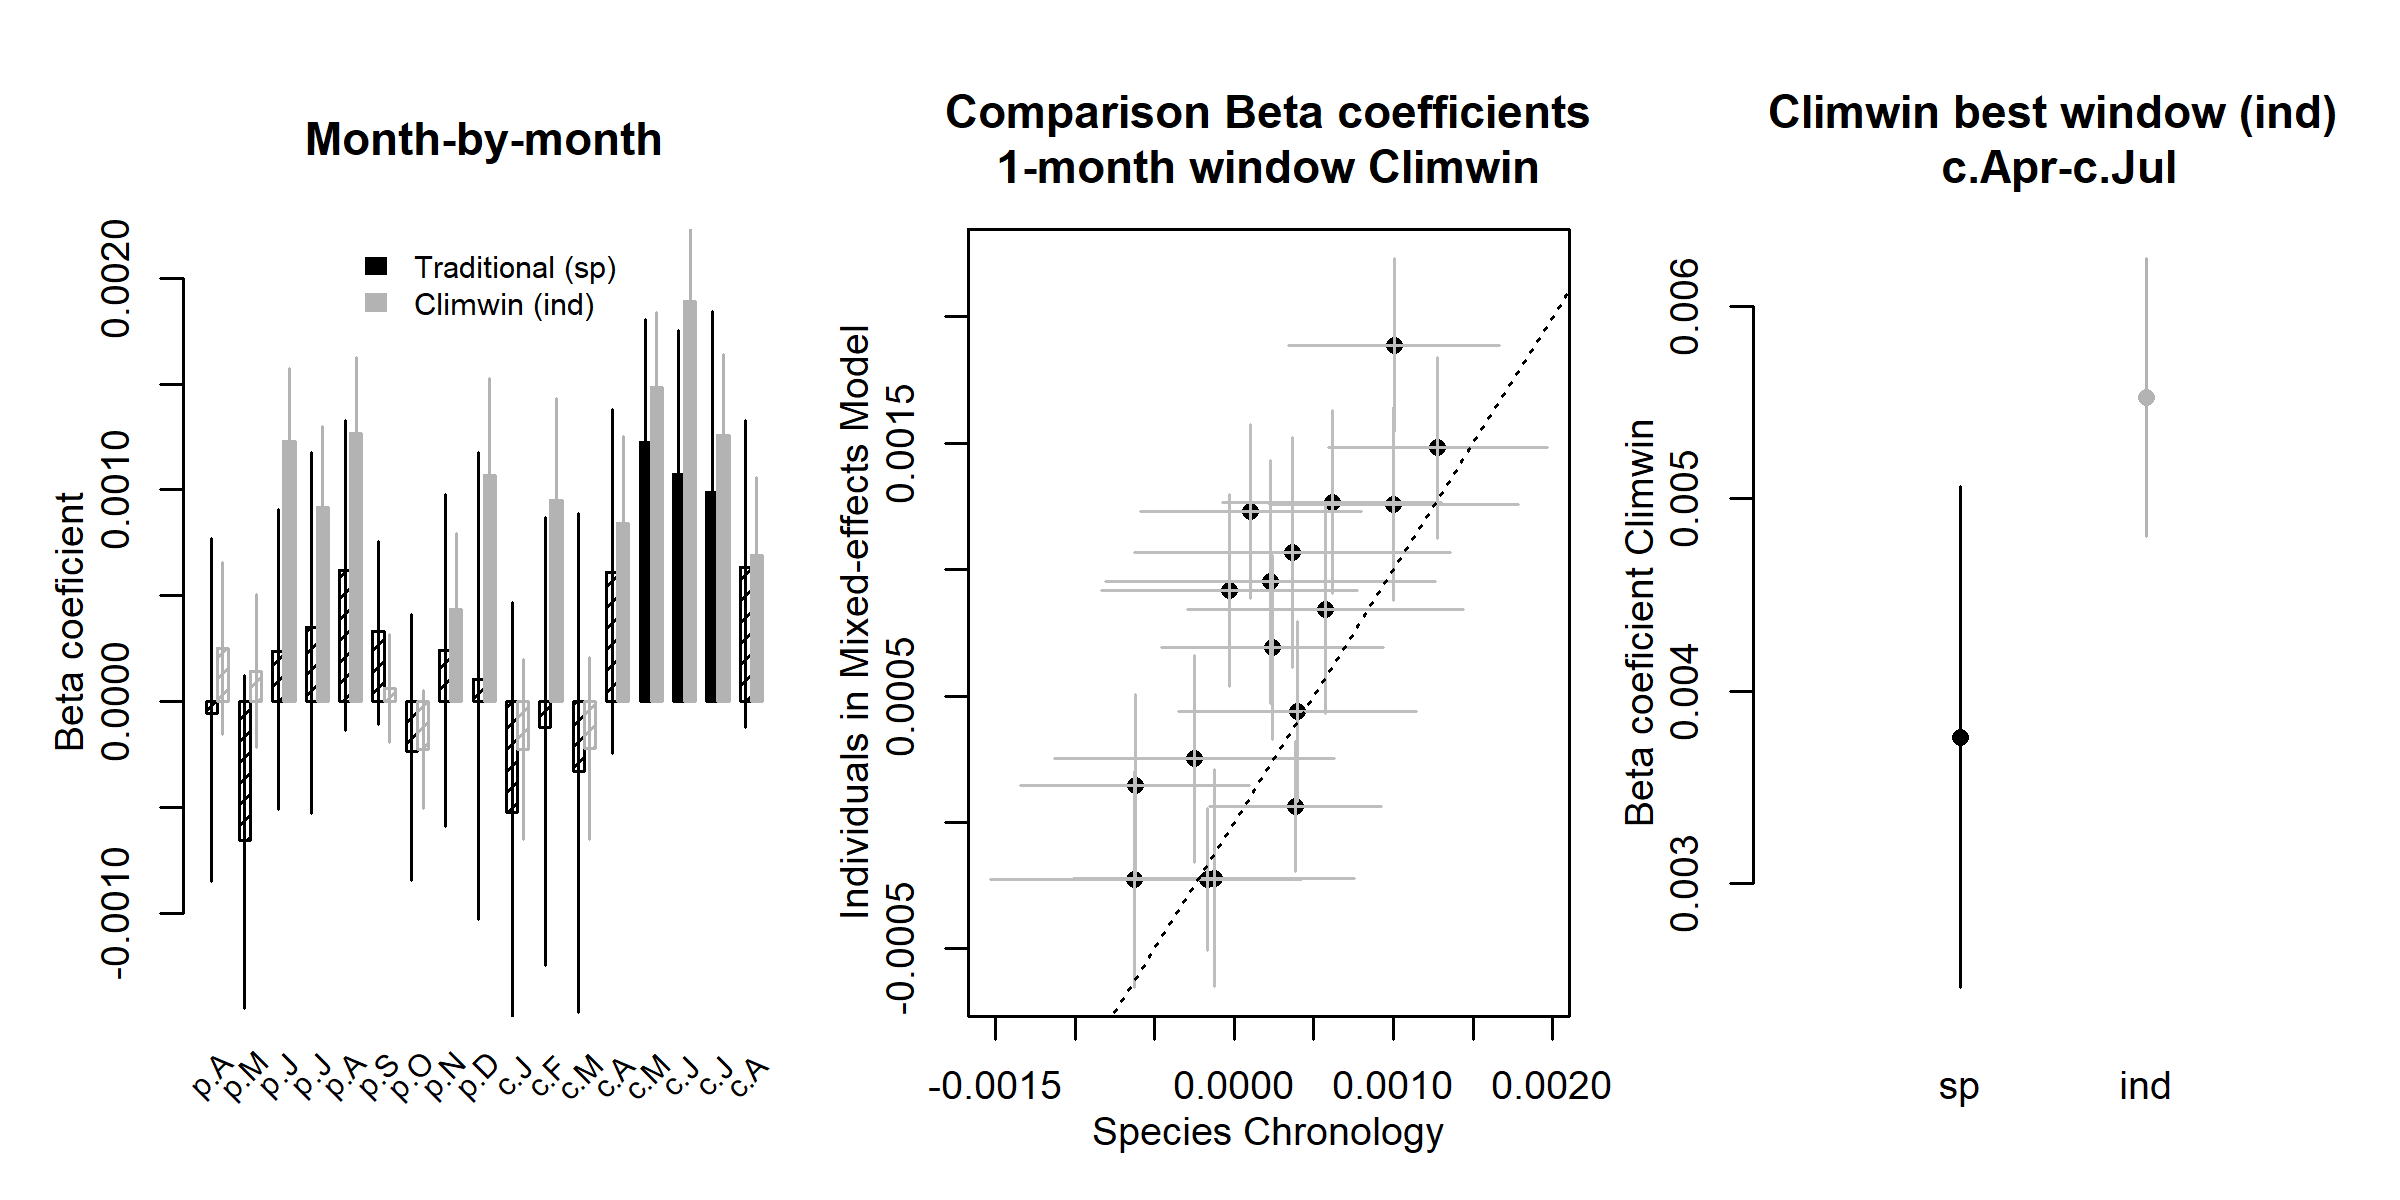 Month-by-month
Beta coeficient
0.0020
0.0010
0.0000
-0.0010
Traditional (sp)
Climwin (ind)
p.A
p.M
p.J
p.J
p.A
p.S
p.O
p.N
p.D
c.J
c.F
c.M
c.A
c.M
c.J
c.J
c.A
Comparison Beta coefficients
1-month window Climwin
Individuals in Mixed-effects Model
0.0015
0.0005
-0.0005
-0.0015
0.0000
0.0010
0.0020
Species Chronology
Climwin best window (ind)
c.Apr-c.Jul
Beta coeficient Climwin
0.006
0.005
0.004
0.003
sp
ind